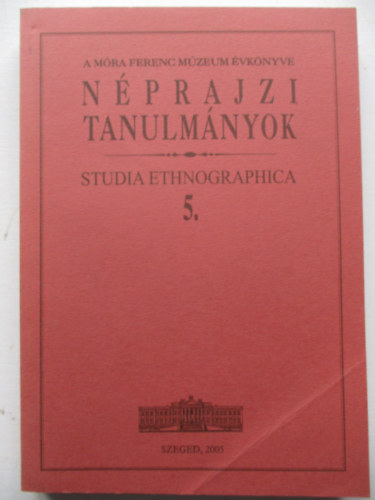 A MÓRA FERENC MÚZEUM ÉVKÖNYVE
NÉPRAJZI
TANULMÁNYOK
STUDIA ETHNOGRAPHICA
5.
SZEGED, 2005